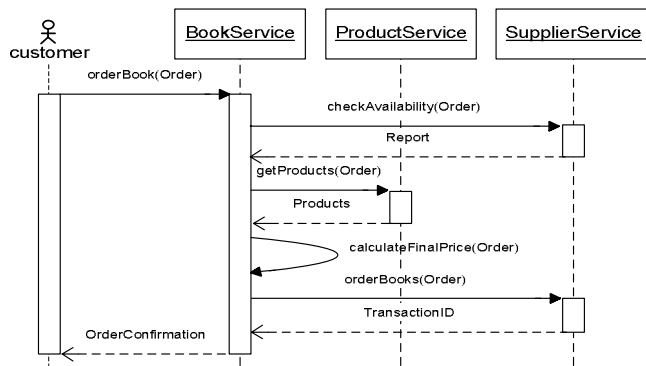 BookService
ProductService
SupplierService
customer
orderBook(Order)
checkAvailability(Order)
Report
getProducts(Order)
Products
calculateFinalPrice(Order)
orderBooks(Order)
TransactionID
OrderConfirmation